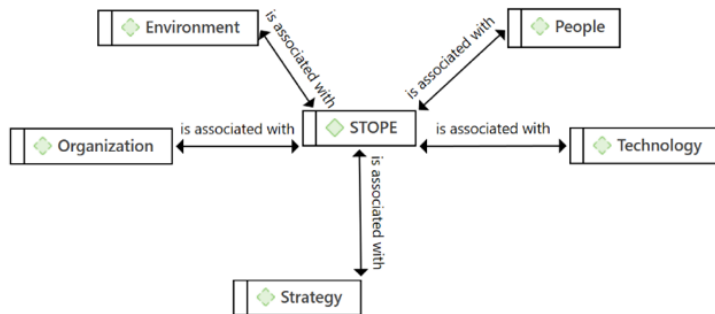 Environment
People
is associated with
is associated with
is associated with
STOPE
is associated with
Organization
Technology
is associated with
Strategy